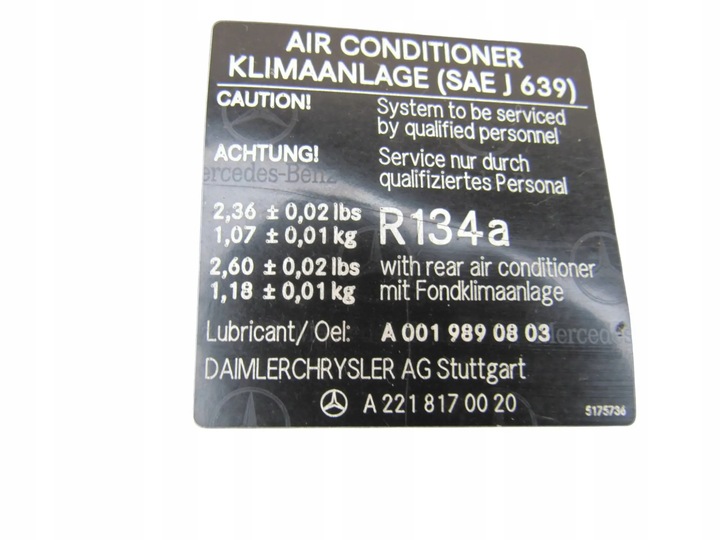 AIR CONDITIONER
KLIMAANLAGE (SAE J 639)
CAUTION! System to be serviced
by qualified personnel
ACHTUNG! Service nur durch
qualifiziertes Personal
2,36 ± 0,02 lbs
1,07 ± 0,01 kg
R134a
2,60 ± 0,02 lbs with rear air conditioner
1,18 ± 0,01 kg mit Fondklimaanlage
Lubricant/Oel: A 001 989 08 03
DAIMLERCHRYSLER AG Stuttgart
A 221 817 00 20
5175736